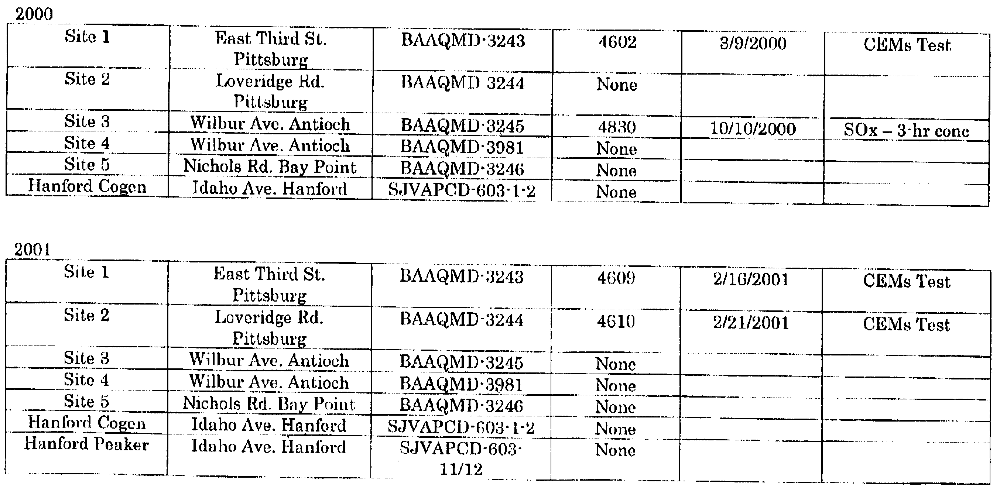 2000
Site 1 East Third St. BAAQMD-3243 4602 3/9/2000 CEMs Test
Pittsburg
Site 2 Loveridge Rd. BAAQMD-3244 None
Pittsburg
Site 3 Wilbur Ave. Antioch BAAQMD-3245 4830 10/10/2000 SOx – 3-hr conc
Site 4 Wilbur Ave. Antioch BAAQMD-3981 None
Site 5 Nichols Rd. Bay Point BAAQMD-3246 None
Hanford Cogen Idaho Ave. Hanford SJVAPCD-603-1-2 None
2001
Site 1 East Third St. BAAQMD-3243 4609 2/16/2001 CEMs Test
Pittsburg
Site 2 Loveridge Rd. BAAQMD-3244 4610 2/21/2001 CEMs Test
Pittsburg
Site 3 Wilbur Ave. Antioch BAAQMD-3245 None
Site 4 Wilbur Ave. Antioch BAAQMD-3981 None
Site 5 Nichols Rd. Bay Point BAAQMD-3246 None
Hanford Cogen Idaho Ave. Hanford SJVAPCD-603-1-2 None
Hanford Peaker Idaho Ave. Hanford SJVAPCD-603- None
11/12